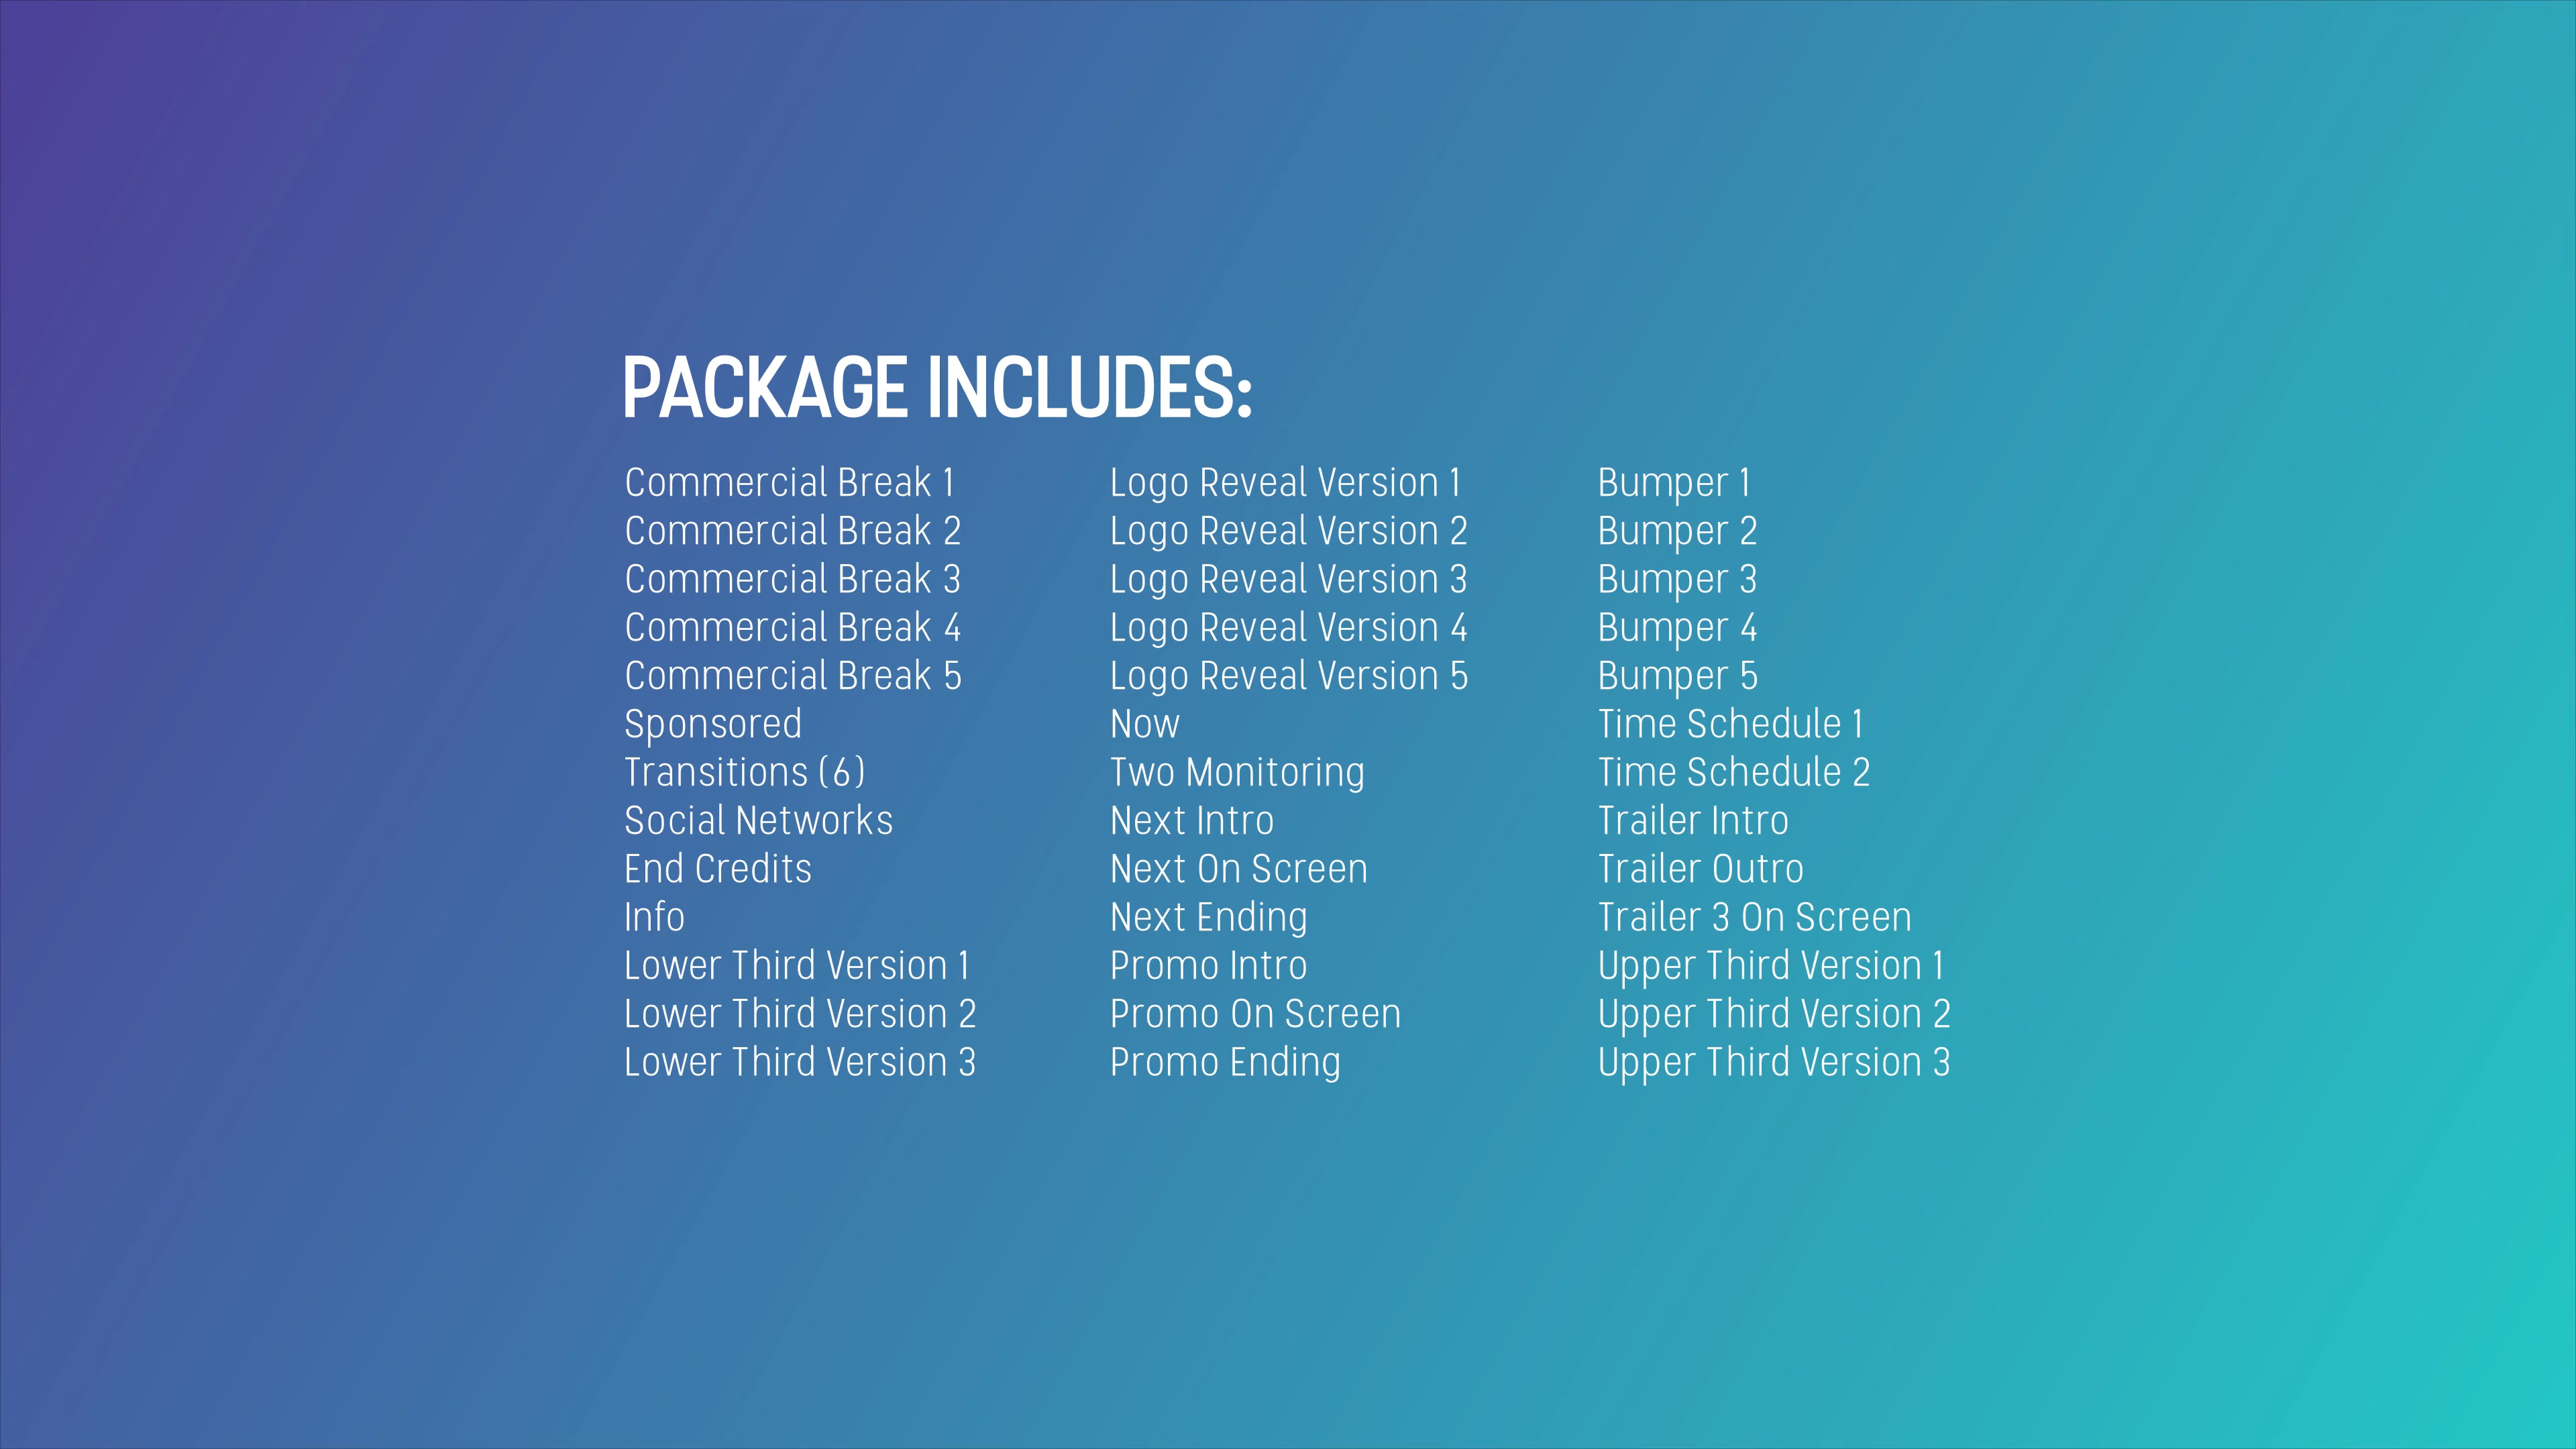 PACKAGE INCLUDES:
Commercial Break 1
Commercial Break 2
Commercial Break 3
Commercial Break 4
Commercial Break 5
Sponsored
Transitions (6)
Social Networks
End Credits
Info
Lower Third Version 1
Lower Third Version 2
Lower Third Version 3
Logo Reveal Version 1
Logo Reveal Version 2
Logo Reveal Version 3
Logo Reveal Version 4
Logo Reveal Version 5
Now
Two Monitoring
Next Intro
Next On Screen
Next Ending
Promo Intro
Promo On Screen
Promo Ending
Bumper 1
Bumper 2
Bumper 3
Bumper 4
Bumper 5
Time Schedule 1
Time Schedule 2
Trailer Intro
Trailer Outro
Trailer 3 On Screen
Upper Third Version 1
Upper Third Version 2
Upper Third Version 3